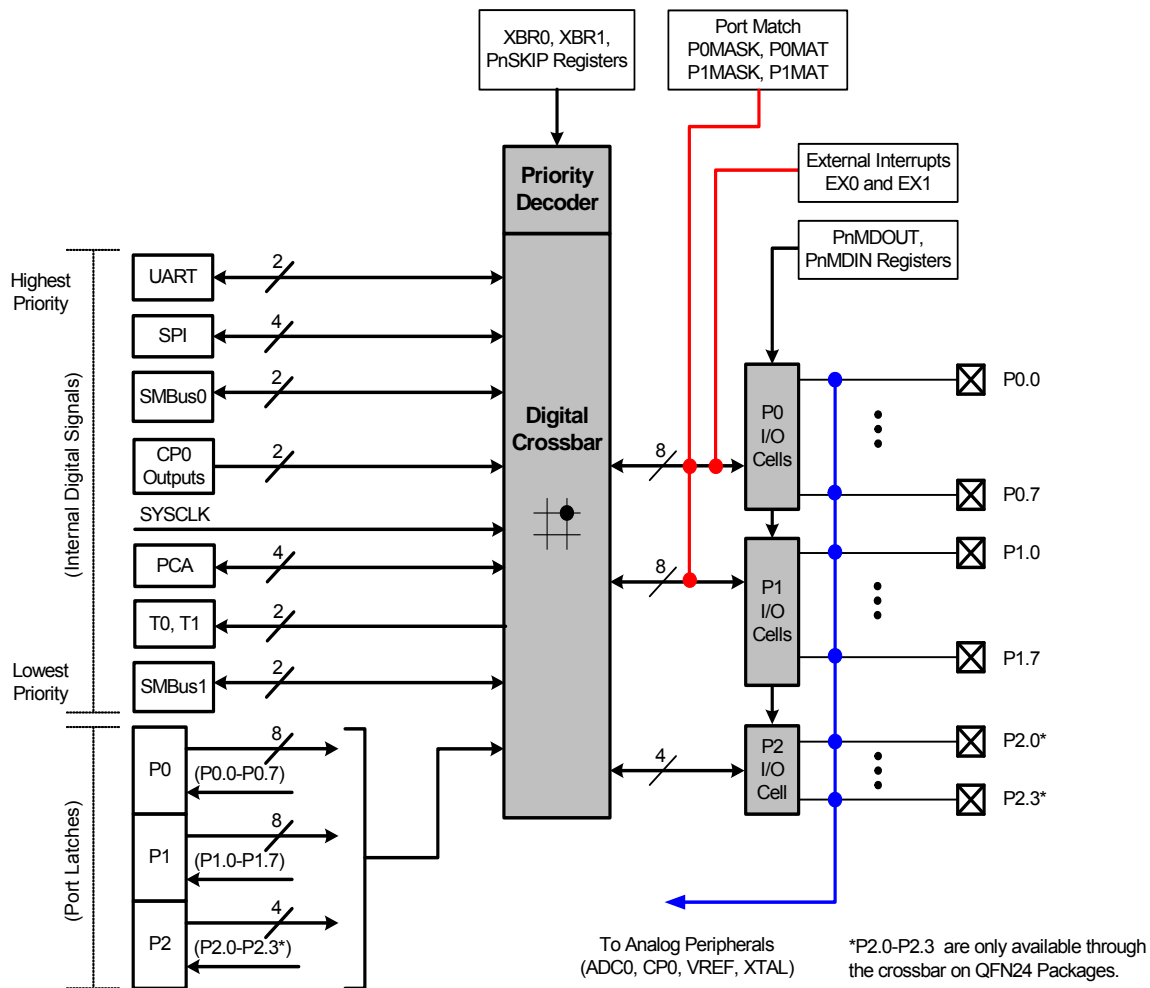 XBR0, XBR1,
PnSKIP Registers
Port Match
P0MASK, P0MAT
P1MASK, P1MAT
External Interrupts
EX0 and EX1
Priority
Decoder
PnMDOUT,
PnMDIN Registers
Highest
Priority
(Internal Digital Signals)
Lowest
Priority
UART
2
SPI
4
SMBus0
2
CP0
Outputs
2
SYSCLK
PCA
4
T0, T1
2
SMBus1
2
Digital
Crossbar
8
P0
I/O
Cells
P0.0
P0.7
8
P1
I/O
Cells
P1.0
P1.7
4
P2
I/O
Cell
P2.0*
P2.3*
(Port Latches)
P0
8
(P0.0-P0.7)
P1
8
(P1.0-P1.7)
P2
4
(P2.0-P2.3*)
To Analog Peripherals
(ADC0, CP0, VREF, XTAL)
*P2.0-P2.3 are only available through
the crossbar on QFN24 Packages.